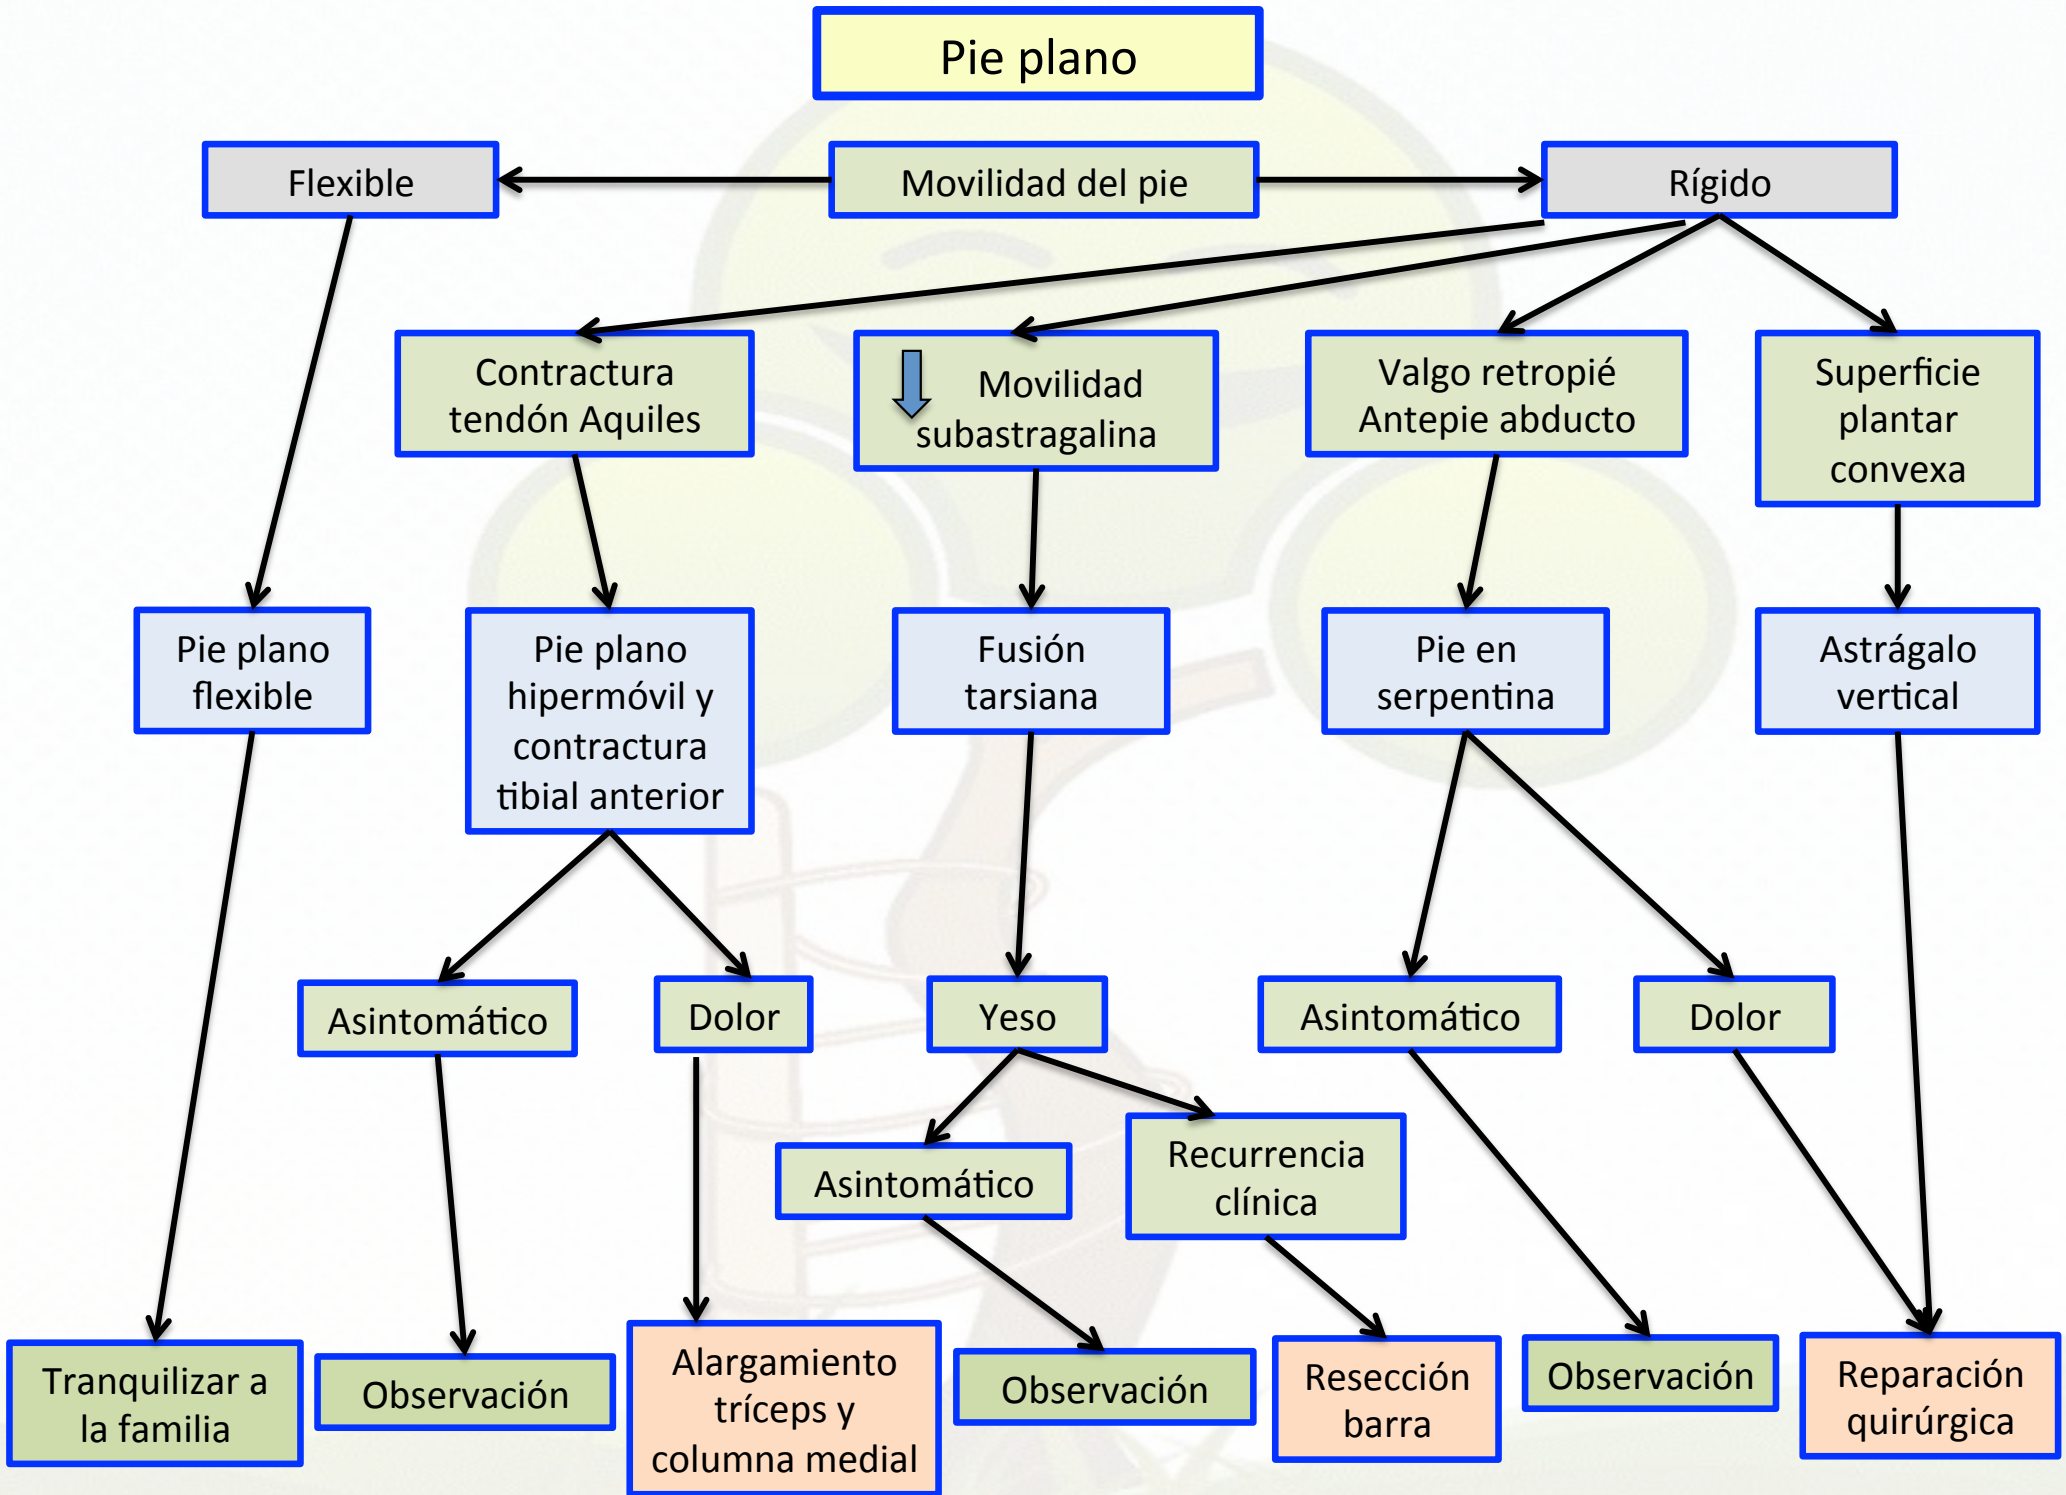 Pie plano
Flexible
Movilidad del pie
Rígido
Contractura
tendón Aquiles
Movilidad
subastragalina
Valgo retropié
Antepie abducto
Superficie
plantar
convexa
Pie plano
flexible
Pie plano
hipermóvil y
contractura
tibial anterior
Fusión
tarsiana
Pie en
serpentina
Astrágalo
vertical
Asintomático
Dolor
Yeso
Asintomático
Dolor
Asintomático
Recurrencia
clínica
Tranquilizar a
la familia
Observación
Alargamiento
tríceps y
columna medial
Observación
Resección
barra
Observación
Reparación
quirúrgica